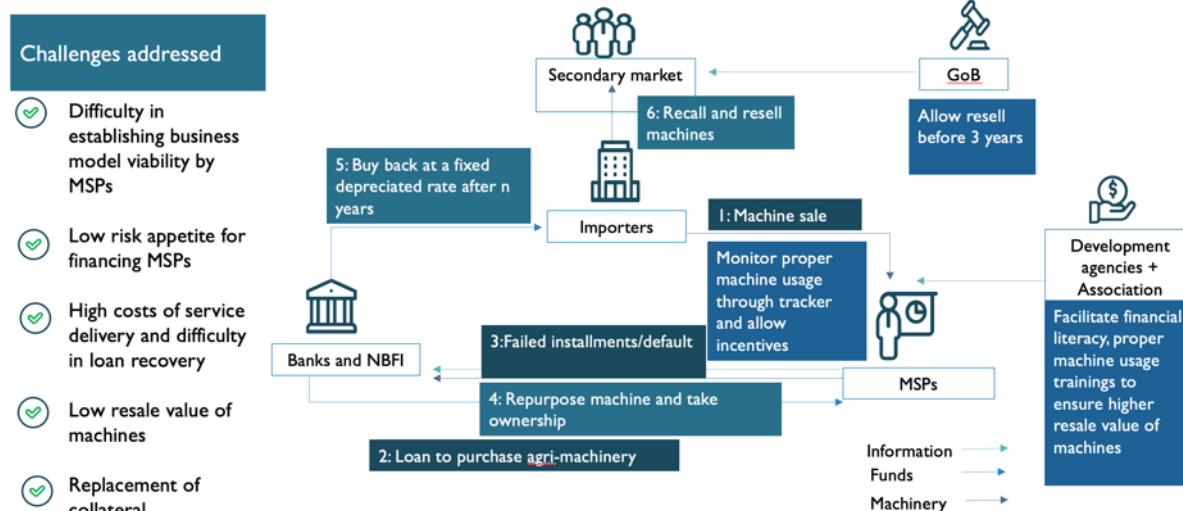 Challenges addressed
Difficulty in
establishing business
model viability by
MSPs
Low risk appetite for
financing MSPs
High costs of service
delivery and difficulty
in loan recovery
Low resale value of
machines
Replacement of
collateral
Secondary market
GoB
6: Recall and resell
machines
Allow resell
before 3 years
5: Buy back at a fixed
depreciated rate after n
years
Importers
1: Machine sale
Monitor proper
machine usage
through tracker
and allow
incentives
Development
agencies +
Association
Facilitate financial
literacy, proper
machine usage
trainings to
ensure higher
resale value of
machines
Banks and NBFI
3:Failed installments/default
MSPs
4: Repurpose machine and take
ownership
2: Loan to purchase agri-machinery
Information
Funds
Machinery